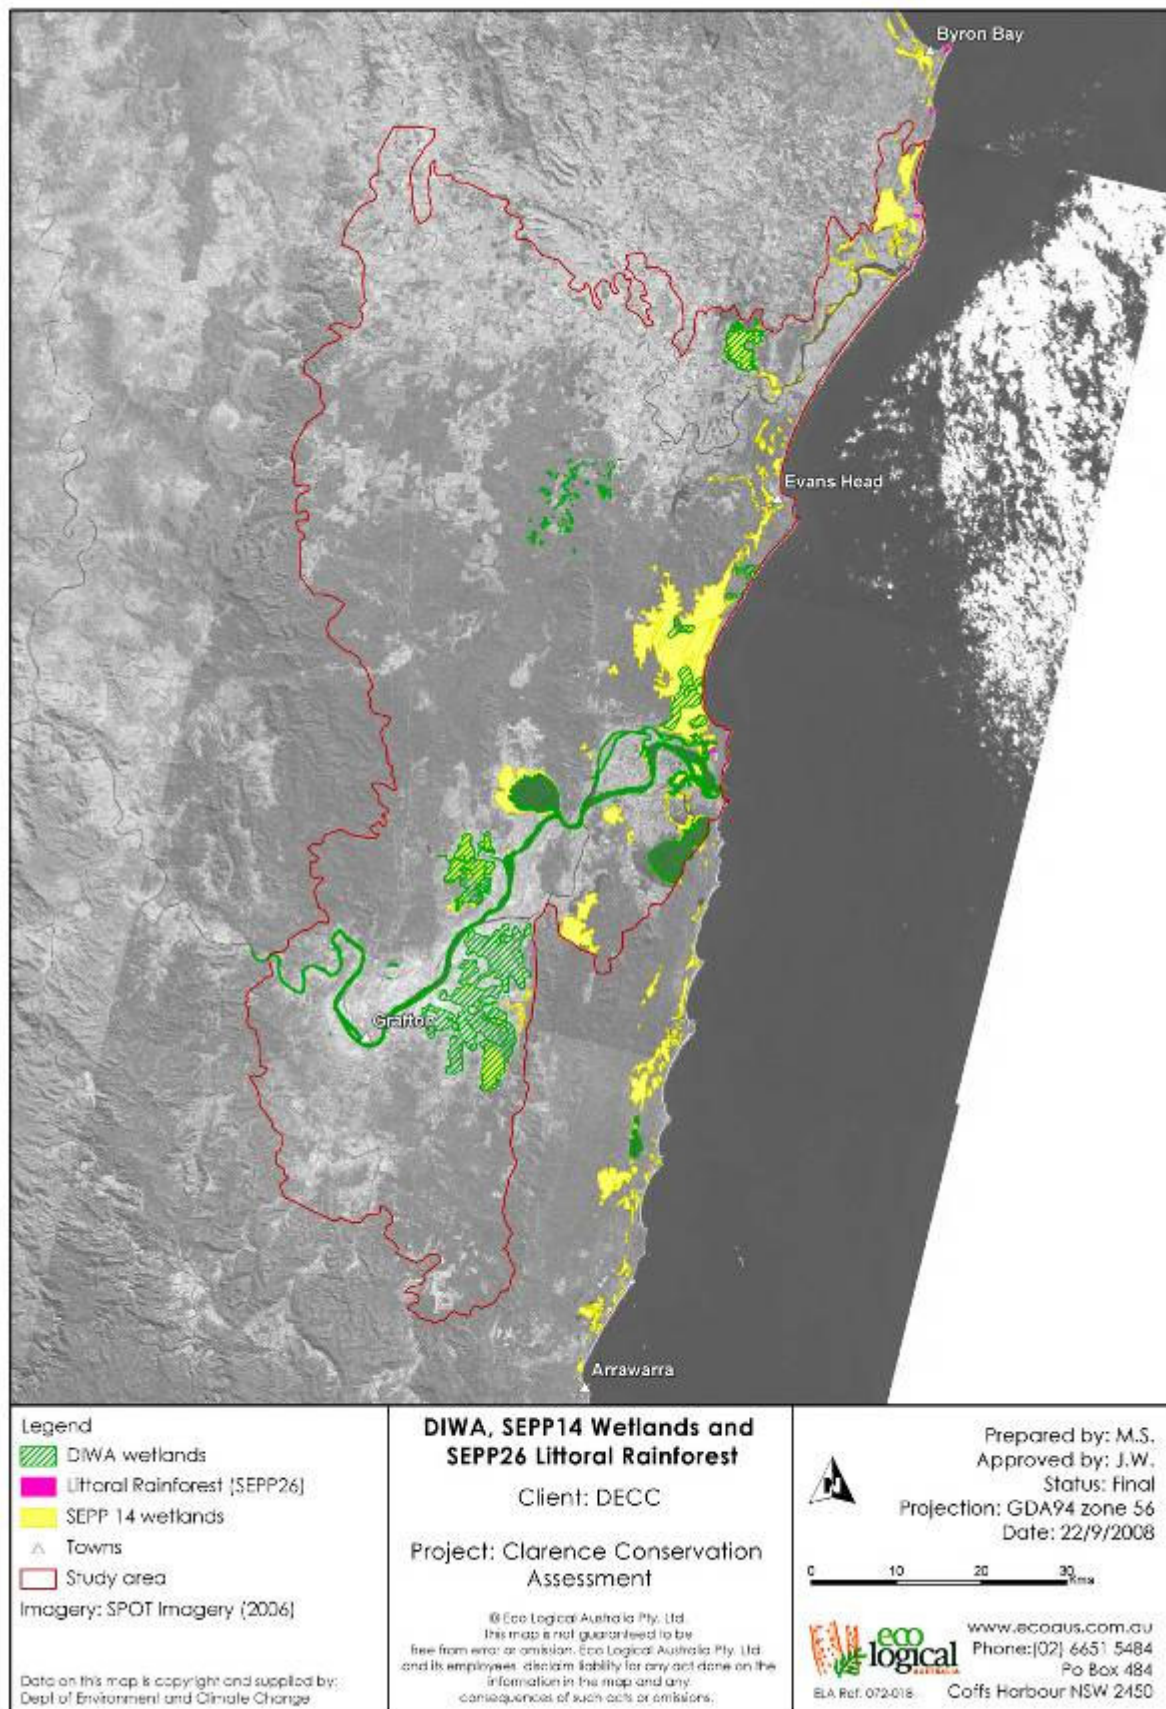 Byron Bay
Evans Head
Grafton
Arrawarra
Legend
DIWA wetlands
Littoral Rainforest (SEPP26)
SEPP 14 wetlands
Towns
Study area
Imagery: SPOT Imagery (2006)
Data on this map is copyright and supplied by:
Dept of Environment and Climate Change
DIWA, SEPP14 Wetlands and
SEPP26 Littoral Rainforest
Client: DECC
Project: Clarence Conservation
Assessment
© Eco Logical Australia Pty. Ltd.
This map is not guaranteed to be
free from error or omission. Eco Logical Australia Pty. Ltd.
and its employees disclaim liability for any act done on the
information in the map and any
consequences of such acts or omissions.
N
Prepared by: M.S.
Approved by: J.W.
Status: Final
Projection: GDA94 zone 56
Date: 22/9/2008
0 10 20 30
Kms
eco
logical
AUSTRALIA
ELA Ref. 072-018
www.ecoaus.com.au
Phone:(02) 6651 5484
Po Box 484
Coffs Harbour NSW 2450